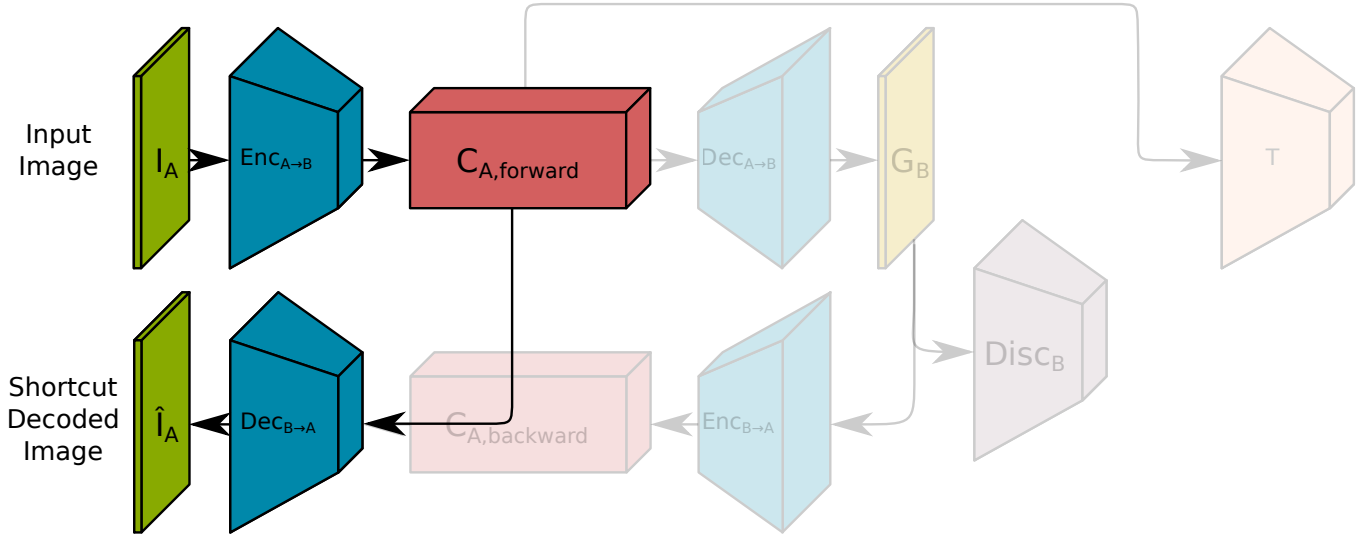 Input
Image
I_A
Enc_A→B
C_A,forward
Dec_A→B
G_B
T
Disc_B
Shortcut
Decoded
Image
Î_A
Dec_B→A
C_A,backward
Enc_B→A